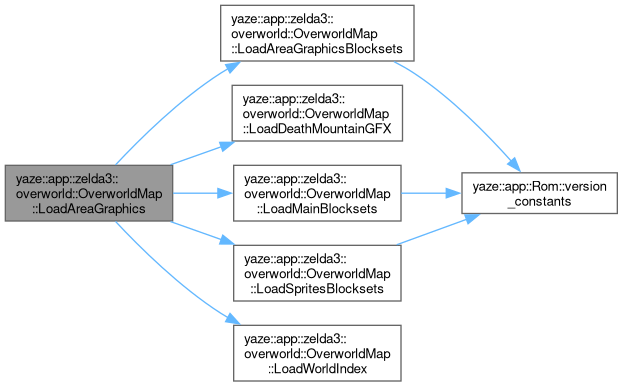 yaze::app::zelda3::
overworld::OverworldMap
::LoadAreaGraphics
yaze::app::zelda3::
overworld::OverworldMap
::LoadAreaGraphicsBlocksets
yaze::app::zelda3::
overworld::OverworldMap
::LoadDeathMountainGFX
yaze::app::zelda3::
overworld::OverworldMap
::LoadMainBlocksets
yaze::app::zelda3::
overworld::OverworldMap
::LoadSpritesBlocksets
yaze::app::zelda3::
overworld::OverworldMap
::LoadWorldIndex
yaze::app::Rom::version
_constants